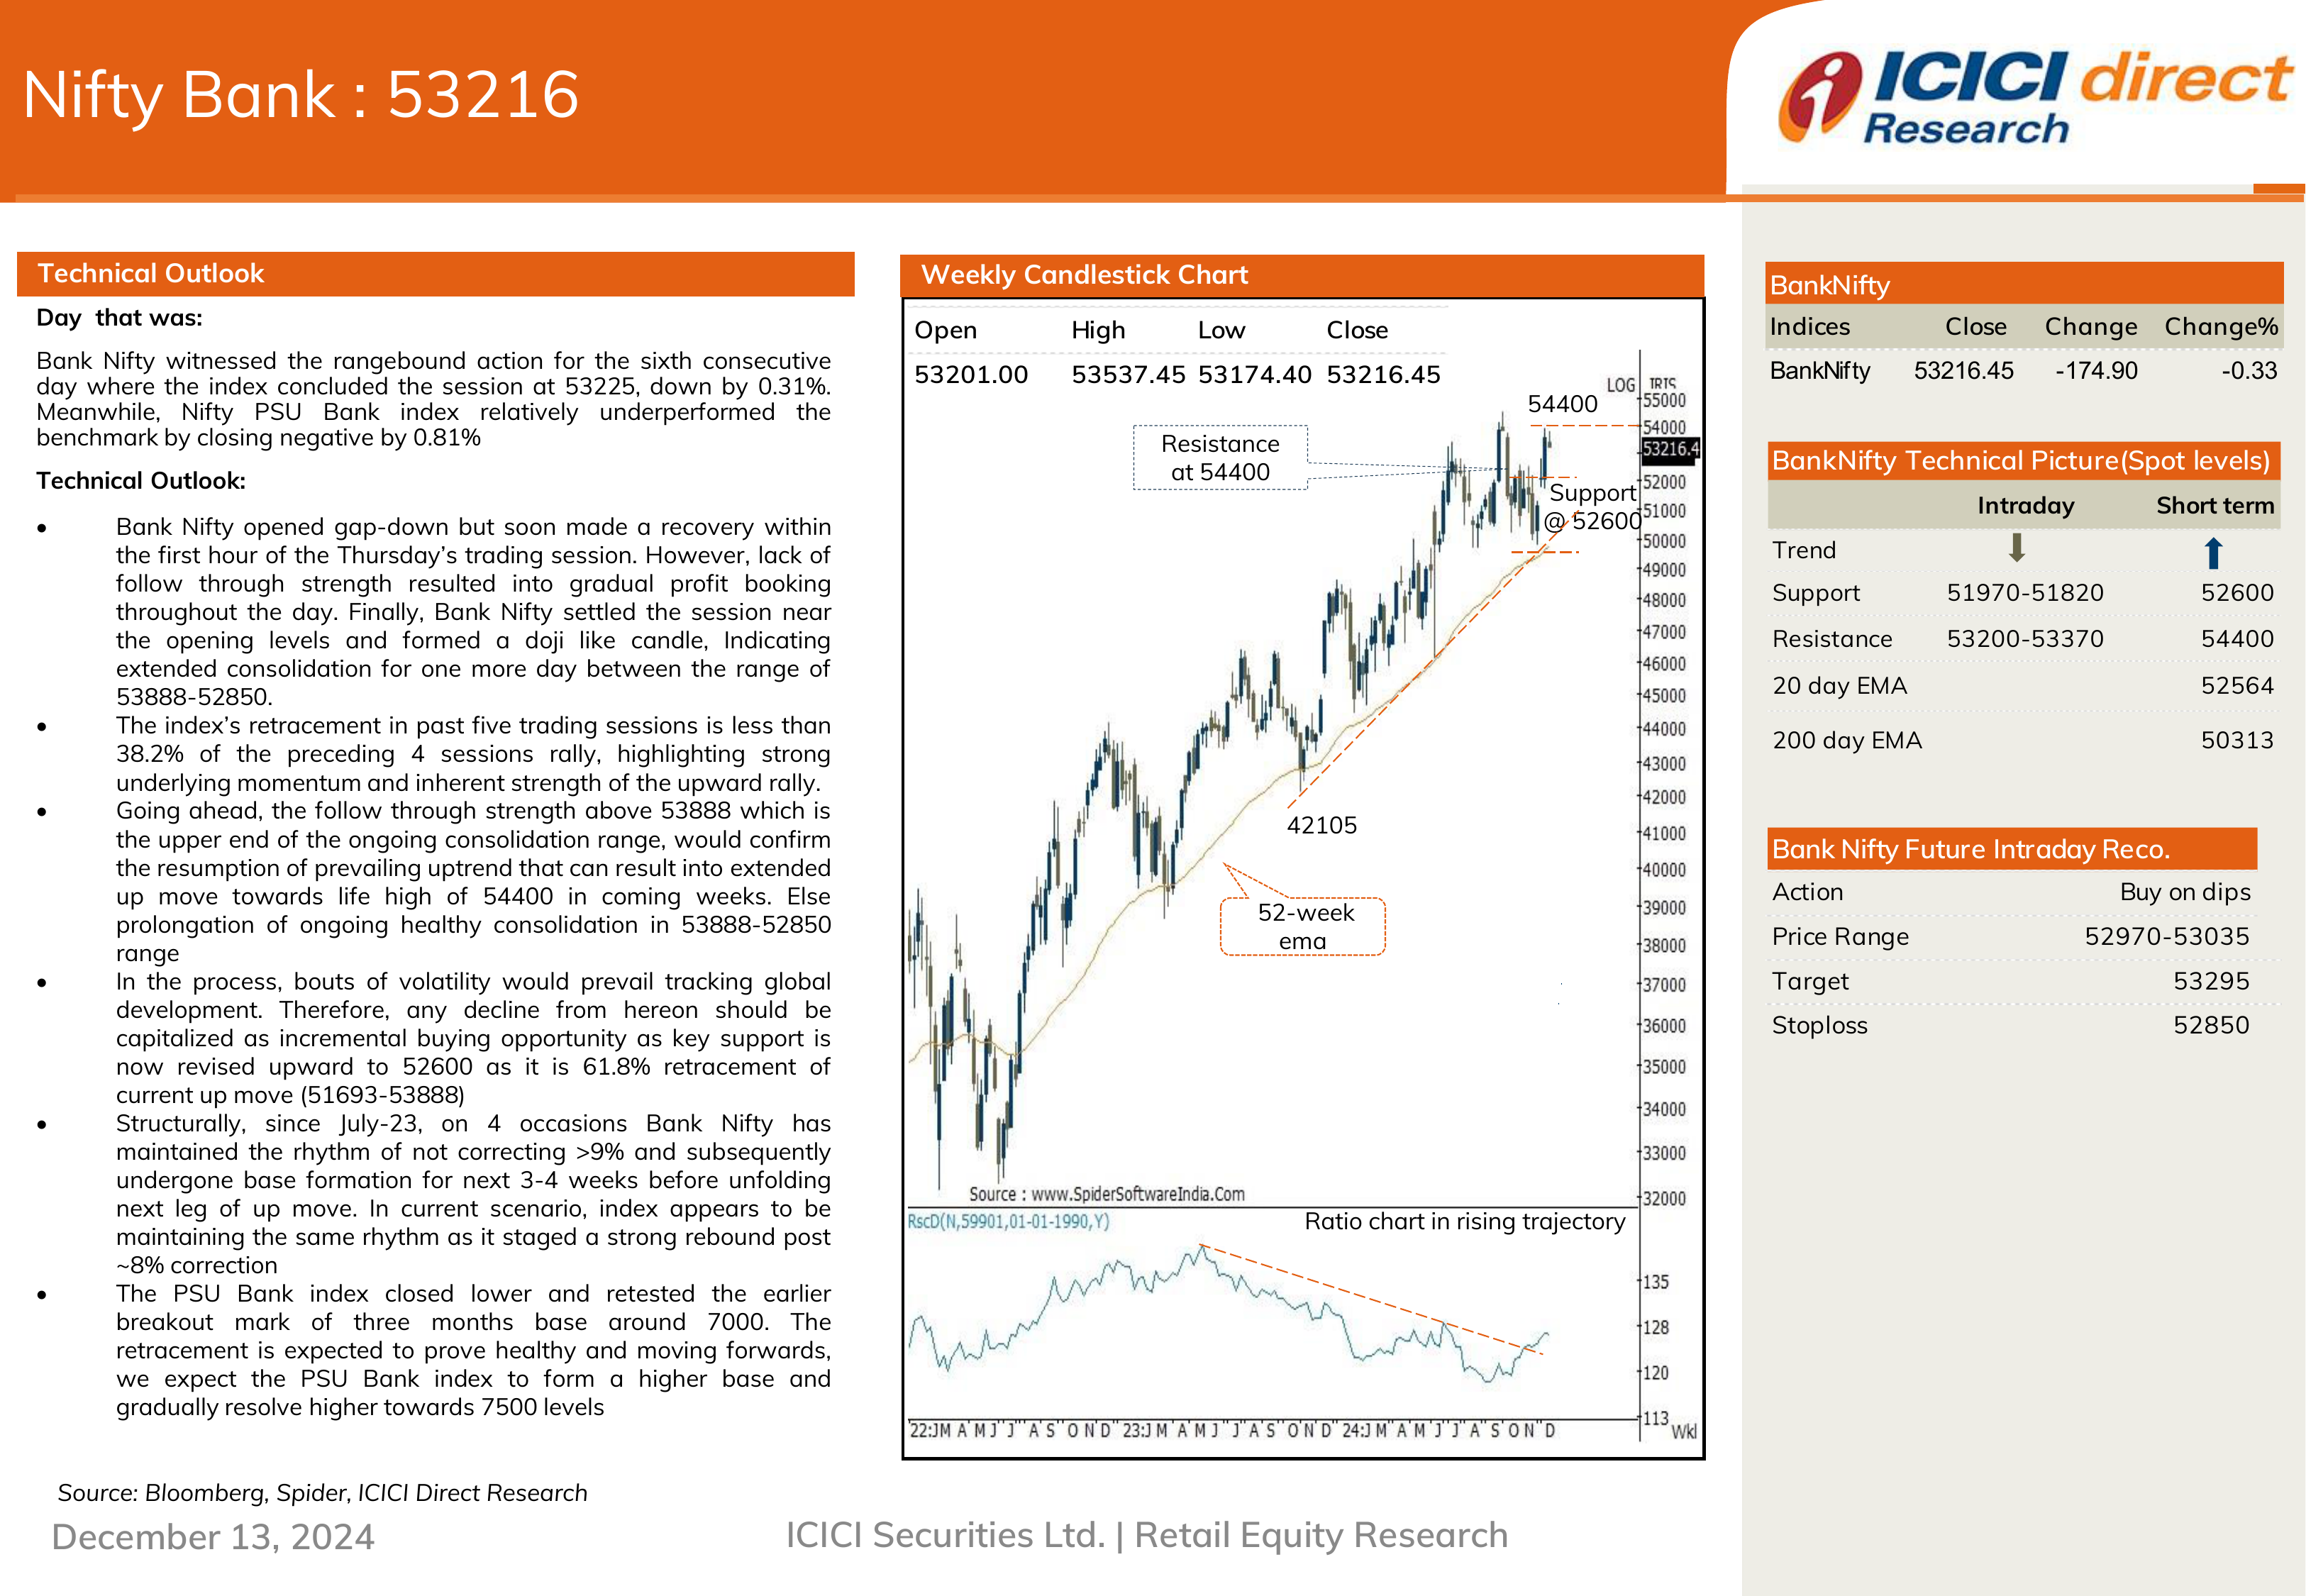 Nifty Bank : 53216
ICICI direct
Research
Technical Outlook
Day that was:
Bank Nifty witnessed the rangebound action for the sixth consecutive
day where the index concluded the session at 53225, down by 0.31%.
Meanwhile, Nifty PSU Bank index relatively underperformed the
benchmark by closing negative by 0.81%
Technical Outlook:
• Bank Nifty opened gap-down but soon made a recovery within
the first hour of the Thursday's trading session. However, lack of
follow through strength resulted into gradual profit booking
throughout the day. Finally, Bank Nifty settled the session near
the opening levels and formed a doji like candle, Indicating
extended consolidation for one more day between the range of
53888-52850.
• The index's retracement in past five trading sessions is less than
38.2% of the preceding 4 sessions rally, highlighting strong
underlying momentum and inherent strength of the upward rally.
• Going ahead, the follow through strength above 53888 which is
the upper end of the ongoing consolidation range, would confirm
the resumption of prevailing uptrend that can result into extended
up move towards life high of 54400 in coming weeks. Else
prolongation of ongoing healthy consolidation in 53888-52850
range
• In the process, bouts of volatility would prevail tracking global
development. Therefore, any decline from hereon should be
capitalized as incremental buying opportunity as key support is
now revised upward to 52600 as it is 61.8% retracement of
current up move (51693-53888)
• Structurally, since July-23, on 4 occasions Bank Nifty has
maintained the rhythm of not correcting >9% and subsequently
undergone base formation for next 3-4 weeks before unfolding
next leg of up move. In current scenario, index appears to be
maintaining the same rhythm as it staged a strong rebound post
~8% correction
• The PSU Bank index closed lower and retested the earlier
breakout mark of three months base around 7000. The
retracement is expected to prove healthy and moving forwards,
we expect the PSU Bank index to form a higher base and
gradually resolve higher towards 7500 levels
Source: Bloomberg, Spider, ICICI Direct Research
Weekly Candlestick Chart
Open High Low Close
53201.00 53537.45 53174.40 53216.45
LOG IRIS
54400
Resistance
at 54400
Support
@ 52600
42105
52-week
ema
55000
54000
53216.4
52000
51000
50000
49000
48000
47000
46000
45000
44000
43000
42000
41000
40000
39000
38000
37000
36000
35000
34000
33000
32000
Source : www.SpiderSoftwareIndia.Com
RscD(N,59901,01-01-1990,Y)
Ratio chart in rising trajectory
135
128
120
113
22:JM A M J J A S O N D 23:J M A M J J A S O N D 24:J M A M J J A S O N D Wkl
BankNifty
Indices Close Change Change%
BankNifty 53216.45 -174.90 -0.33
BankNifty Technical Picture(Spot levels)
Intraday Short term
Trend
Support 51970-51820 52600
Resistance 53200-53370 54400
20 day EMA 52564
200 day EMA 50313
Bank Nifty Future Intraday Reco.
Action Buy on dips
Price Range 52970-53035
Target 53295
Stoploss 52850
December 13, 2024
ICICI Securities Ltd. | Retail Equity Research